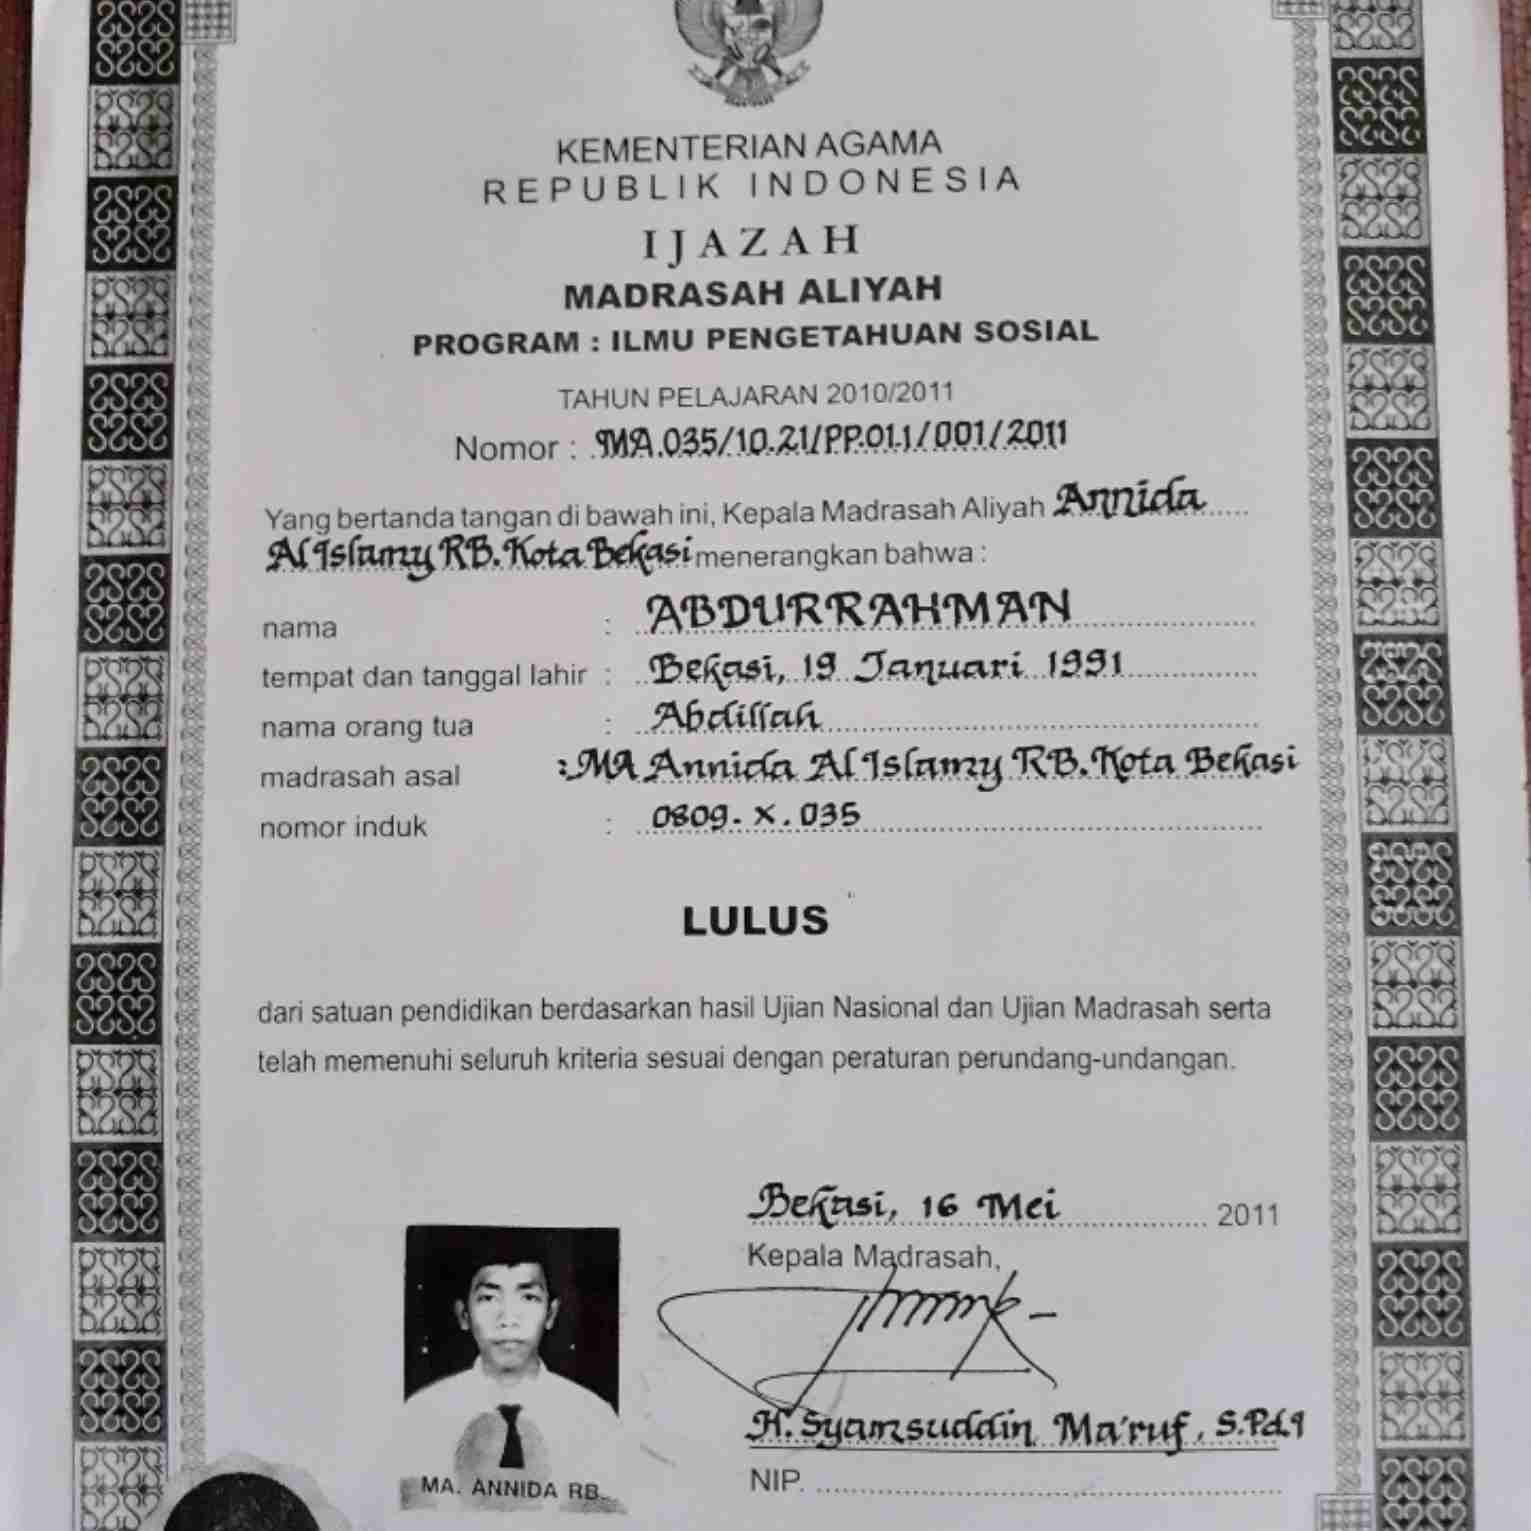 KEMENTERIAN AGAMA
REPUBLIK INDONESIA
IJAZAH
MADRASAH ALIYAH
PROGRAM : ILMU PENGETAHUAN SOSIAL
TAHUN PELAJARAN 2010/2011
Nomor : MA.035/10.21/PP.01.1/001/2011
Yang bertanda tangan di bawah ini, Kepala Madrasah Aliyah Annida
Al Islamy RB. Kota Bekasi menerangkan bahwa :
nama : ABDURRAHMAN
tempat dan tanggal lahir : Bekasi, 19 Januari 1991
nama orang tua : Abdillah
madrasah asal : MA Annida Al Islamy RB. Kota Bekasi
nomor induk : 0809. X. 035
LULUS
dari satuan pendidikan berdasarkan hasil Ujian Nasional dan Ujian Madrasah serta
telah memenuhi seluruh kriteria sesuai dengan peraturan perundang-undangan.
Bekasi, 16 Mei 2011
Kepala Madrasah,
H. Syamsuddin Ma'ruf, S.Pd.I
NIP.
MA. ANNIDA RB.